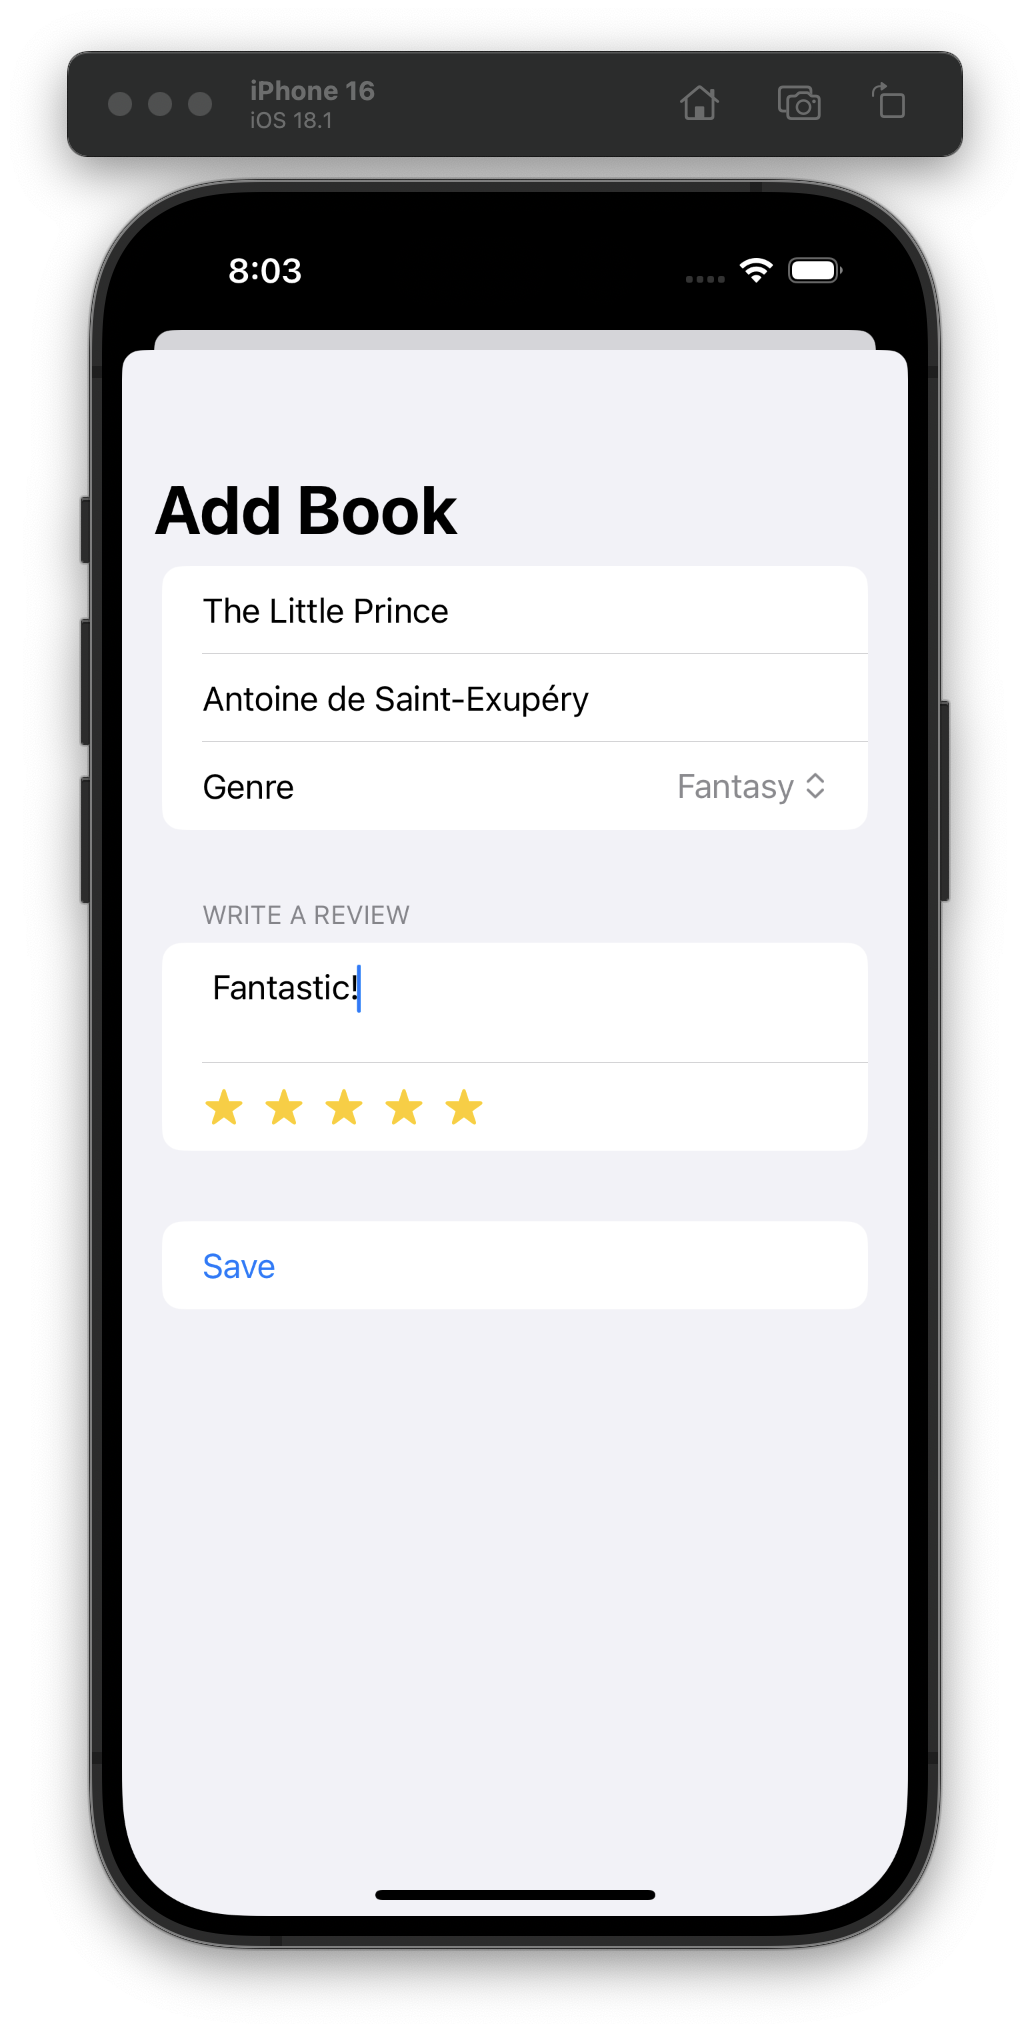 iPhone 16
iOS 18.1
8:03
Add Book
The Little Prince
Antoine de Saint-Exupéry
Genre Fantasy
WRITE A REVIEW
Fantastic!
Save